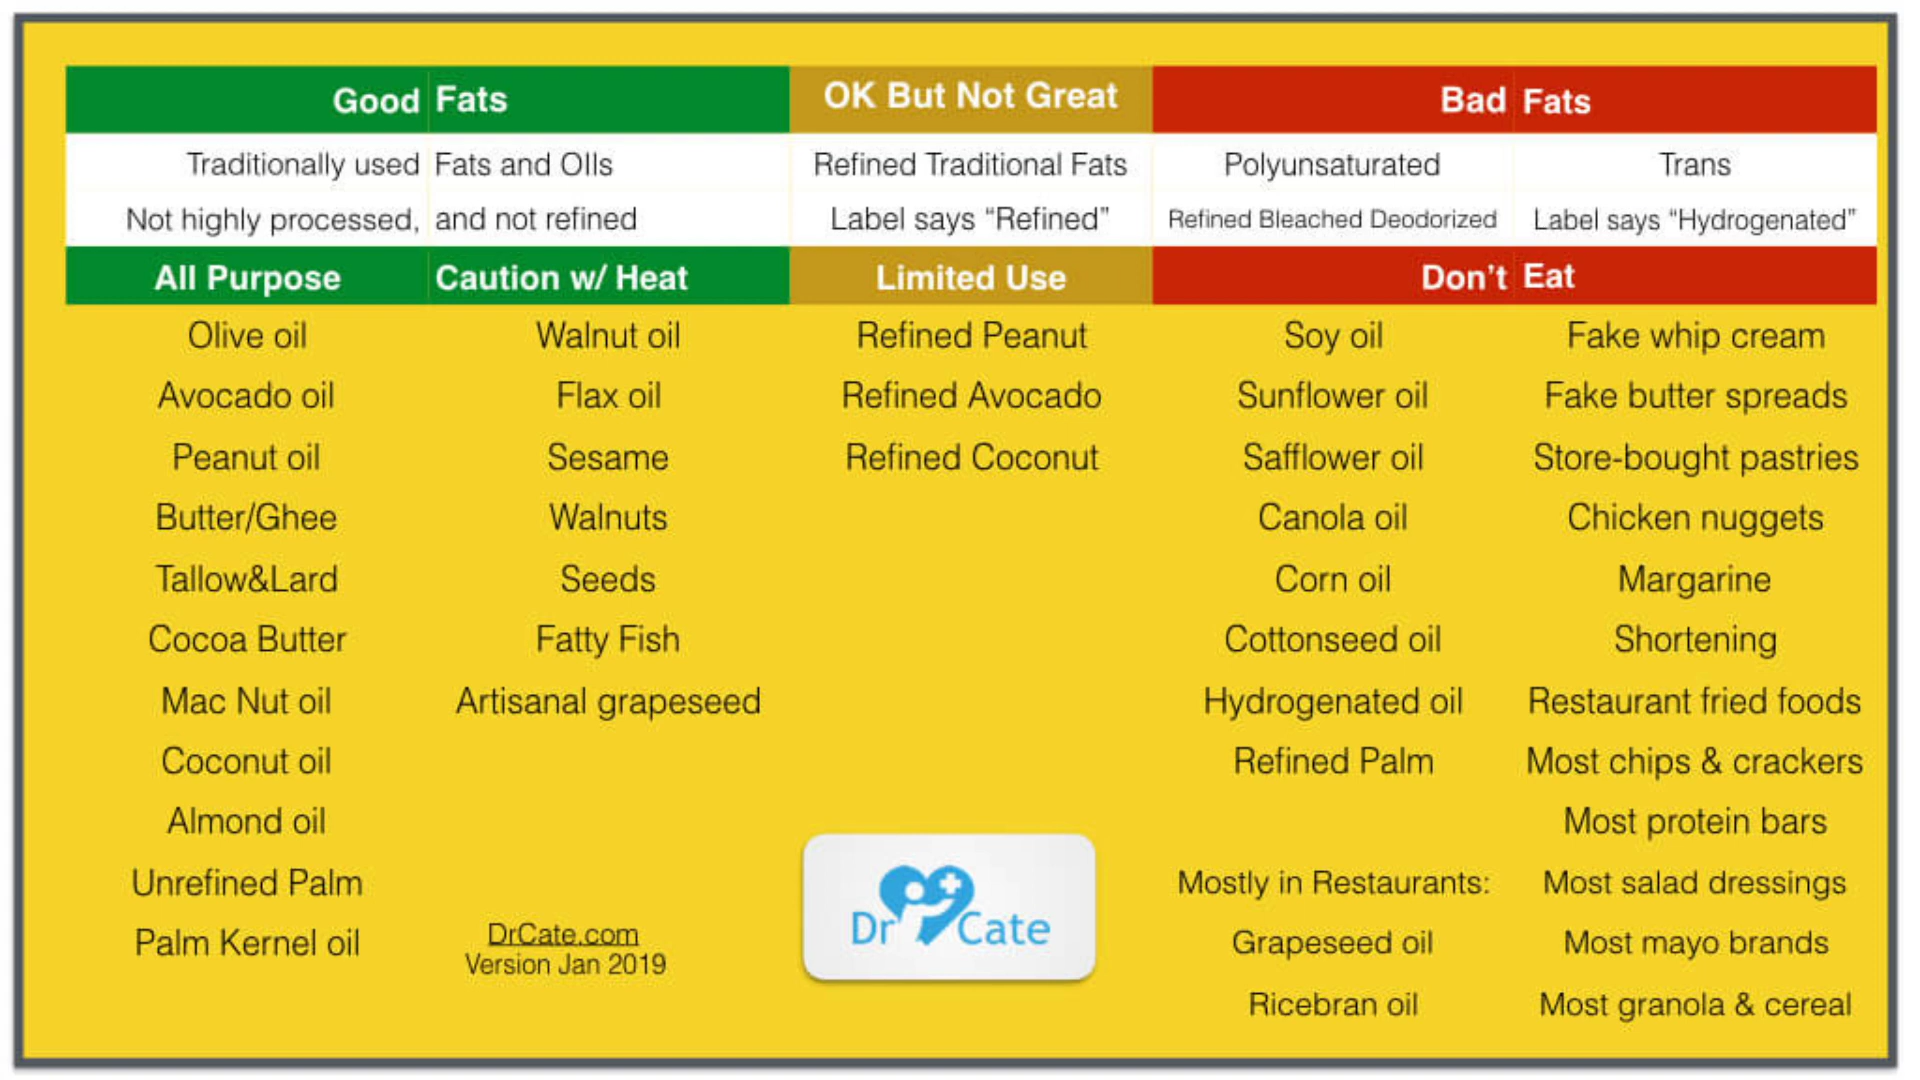 Good Fats OK But Not Great Bad Fats
Traditionally used Fats and OIls Refined Traditional Fats Polyunsaturated Trans
Not highly processed, and not refined Label says “Refined” Refined Bleached Deodorized Label says “Hydrogenated”
All Purpose Caution w/ Heat Limited Use Don’t Eat
Olive oil Walnut oil Refined Peanut Soy oil Fake whip cream
Avocado oil Flax oil Refined Avocado Sunflower oil Fake butter spreads
Peanut oil Sesame Refined Coconut Safflower oil Store-bought pastries
Butter/Ghee Walnuts Canola oil Chicken nuggets
Tallow&Lard Seeds Corn oil Margarine
Cocoa Butter Fatty Fish Cottonseed oil Shortening
Mac Nut oil Artisanal grapeseed Hydrogenated oil Restaurant fried foods
Coconut oil Refined Palm Most chips & crackers
Almond oil Most protein bars
Unrefined Palm Mostly in Restaurants: Most salad dressings
Palm Kernel oil DrCate.com Dr Cate Grapeseed oil Most mayo brands
Version Jan 2019
Ricebran oil Most granola & cereal